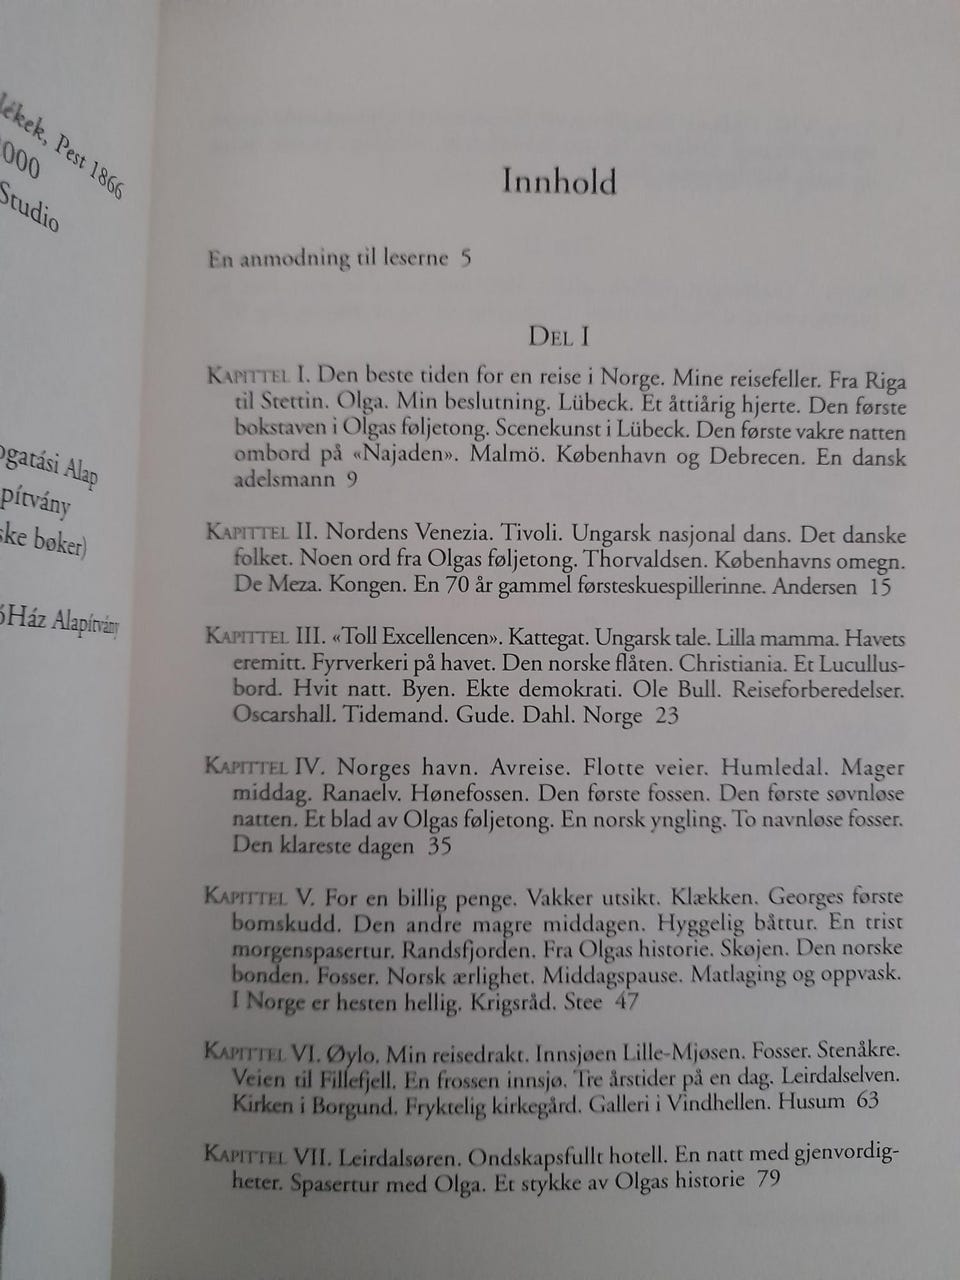 lékek, Pest 1866
000
Studio
ogatási Alap
pítvány
ske bøker)
óHáz Alapítvány
Innhold
En anmodning til leserne 5
Del I
Kapittel I. Den beste tiden for en reise i Norge. Mine reisefeller. Fra Riga
til Stettin. Olga. Min beslutning. Lübeck. Et åttiårig hjerte. Den første
bokstaven i Olgas føljetong. Scenekunst i Lübeck. Den første vakre natten
ombord på «Najaden». Malmö. København og Debrecen. En dansk
adelsmann 9
Kapittel II. Nordens Venezia. Tivoli. Ungarsk nasjonal dans. Det danske
folket. Noen ord fra Olgas føljetong. Thorvaldsen. Københavns omegn.
De Meza. Kongen. En 70 år gammel førsteskuespillerinne. Andersen 15
Kapittel III. «Toll Excellencen». Kattegat. Ungarsk tale. Lilla mamma. Havets
eremitt. Fyrverkeri på havet. Den norske flåten. Christiania. Et Lucullus-
bord. Hvit natt. Byen. Ekte demokrati. Ole Bull. Reiseforberedelser.
Oscarshall. Tidemand. Gude. Dahl. Norge 23
Kapittel IV. Norges havn. Avreise. Flotte veier. Humledal. Mager
middag. Ranaelv. Hønefossen. Den første fossen. Den første søvnløse
natten. Et blad av Olgas føljetong. En norsk yngling. To navnløse fosser.
Den klareste dagen 35
Kapittel V. For en billig penge. Vakker utsikt. Klækken. Georges første
bomskudd. Den andre magre middagen. Hyggelig båttur. En trist
morgenspasertur. Randsfjorden. Fra Olgas historie. Skøjen. Den norske
bonden. Fosser. Norsk ærlighet. Middagspause. Matlaging og oppvask.
I Norge er hesten hellig. Krigsråd. Stee 47
Kapittel VI. Øylo. Min reisedrakt. Innsjøen Lille-Mjøsen. Fosser. Stenåkre.
Veien til Fillefjell. En frossen innsjø. Tre årstider på en dag. Leirdalselven.
Kirken i Borgund. Fryktelig kirkegård. Galleri i Vindhellen. Husum 63
Kapittel VII. Leirdalsøren. Ondskapsfullt hotell. En natt med gjenvordig-
heter. Spasertur med Olga. Et stykke av Olgas historie 79